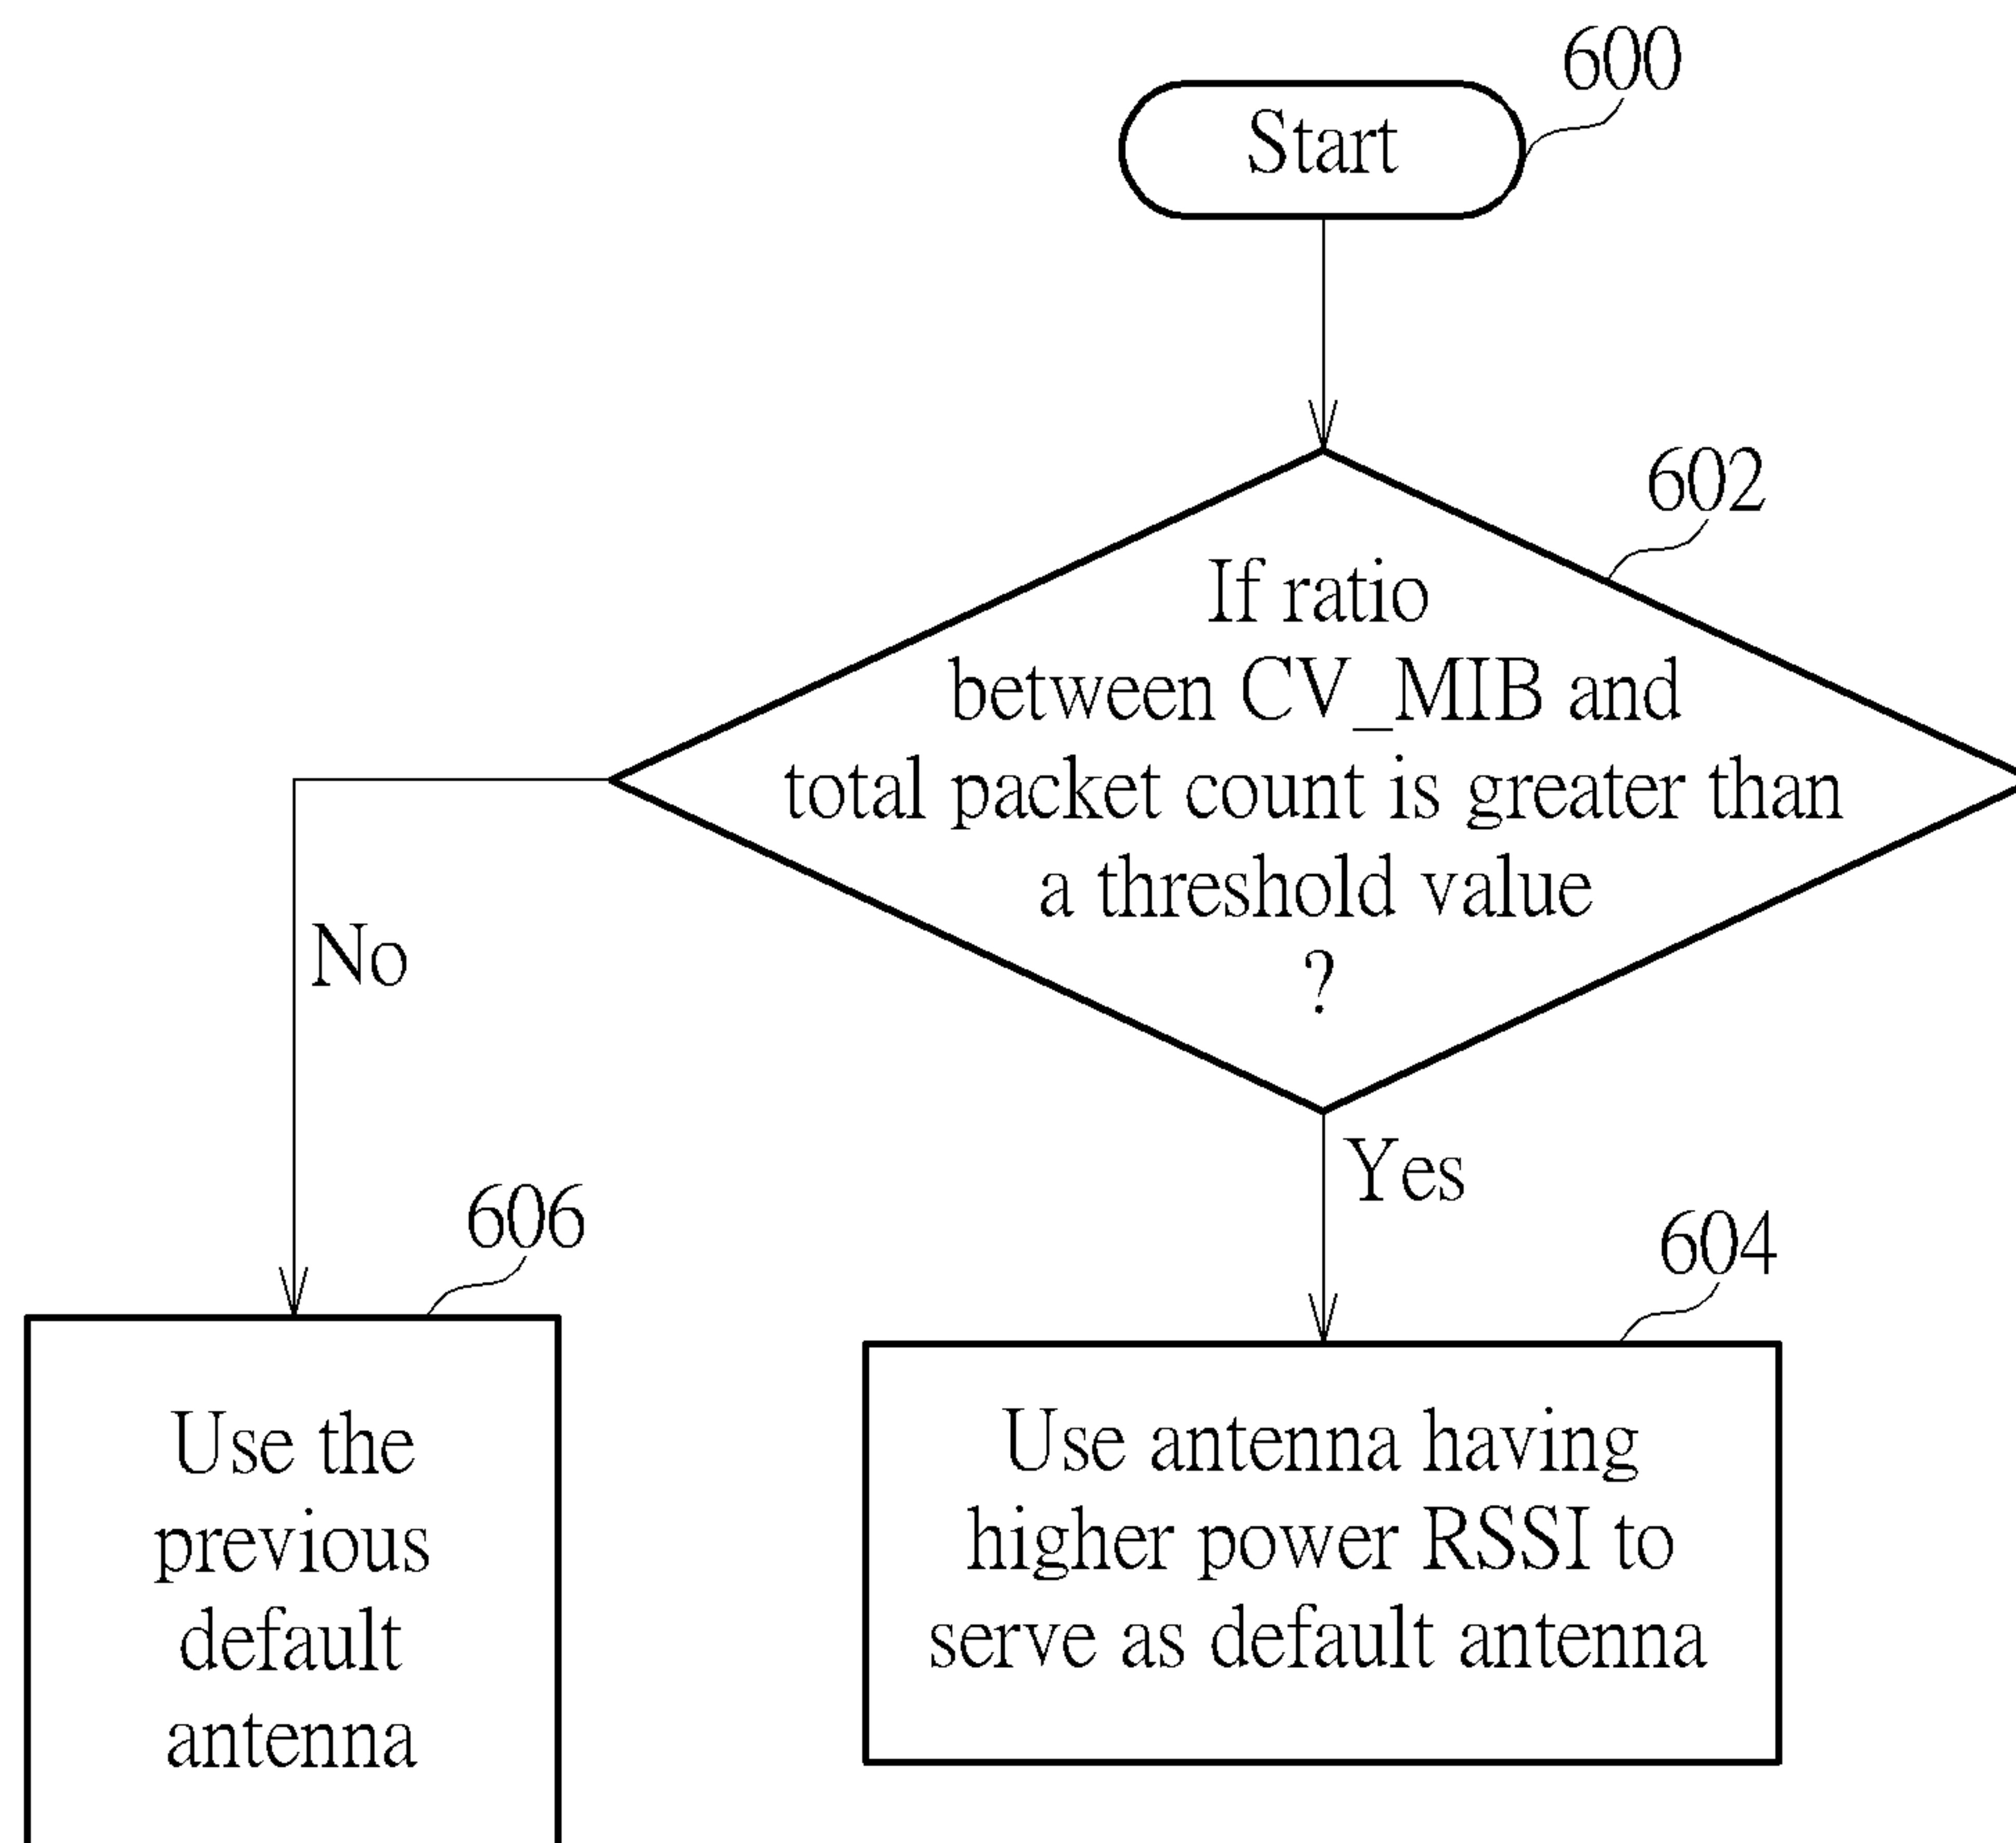 600
Start
602
If ratio
between CV_MIB and
total packet count is greater than
a threshold value
?
No
Yes
606
604
Use the
previous
default
antenna
Use antenna having
higher power RSSI to
serve as default antenna